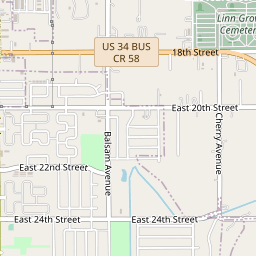 Linn Grove
Cemetery
US 34 BUS
CR 58
18th Street
East 20th Street
Cherry Avenue
Balsam Avenue
East 22nd Street
East 24th Street
East 24th Street